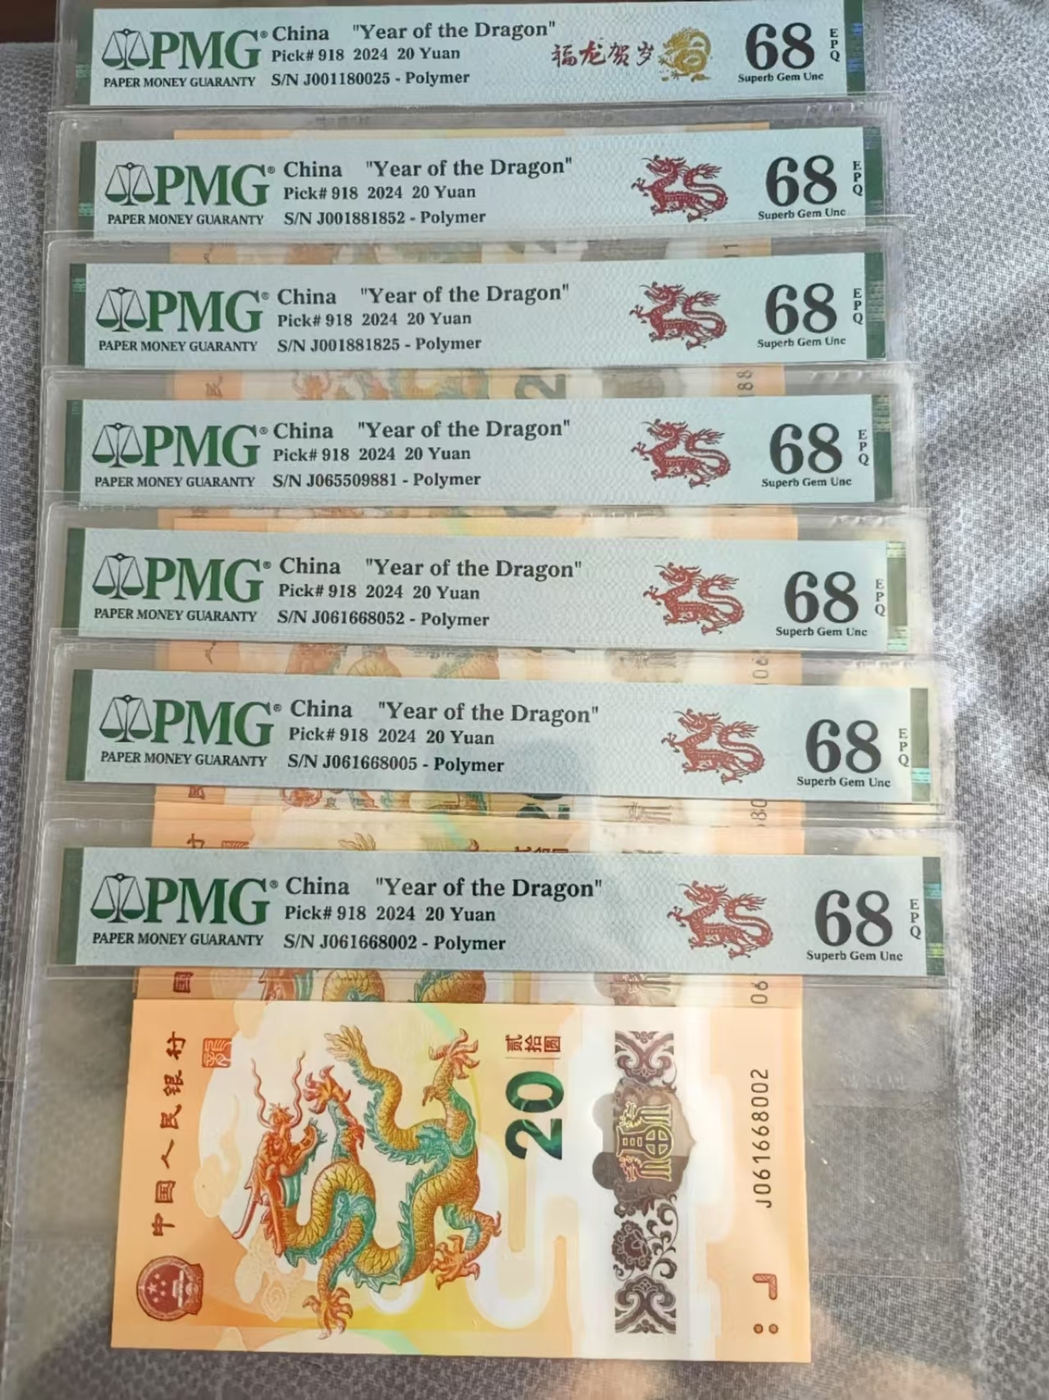 PMG® China "Year of the Dragon"
Pick# 918 2024 20 Yuan
PAPER MONEY GUARANTY S/N J001180025 - Polymer
福龙贺岁
68 EPQ
Superb Gem Unc
PMG® China "Year of the Dragon"
Pick# 918 2024 20 Yuan
PAPER MONEY GUARANTY S/N J001881852 - Polymer
68 EPQ
Superb Gem Unc
PMG® China "Year of the Dragon"
Pick# 918 2024 20 Yuan
PAPER MONEY GUARANTY S/N J001881825 - Polymer
68 EPQ
Superb Gem Unc
PMG® China "Year of the Dragon"
Pick# 918 2024 20 Yuan
PAPER MONEY GUARANTY S/N J065509881 - Polymer
68 EPQ
Superb Gem Unc
PMG® China "Year of the Dragon"
Pick# 918 2024 20 Yuan
PAPER MONEY GUARANTY S/N J061668052 - Polymer
68 EPQ
Superb Gem Unc
PMG® China "Year of the Dragon"
Pick# 918 2024 20 Yuan
PAPER MONEY GUARANTY S/N J061668005 - Polymer
68 EPQ
Superb Gem Unc
PMG® China "Year of the Dragon"
Pick# 918 2024 20 Yuan
PAPER MONEY GUARANTY S/N J061668002 - Polymer
68 EPQ
Superb Gem Unc
中国人民银行
贰拾圆
20
福
J061668002